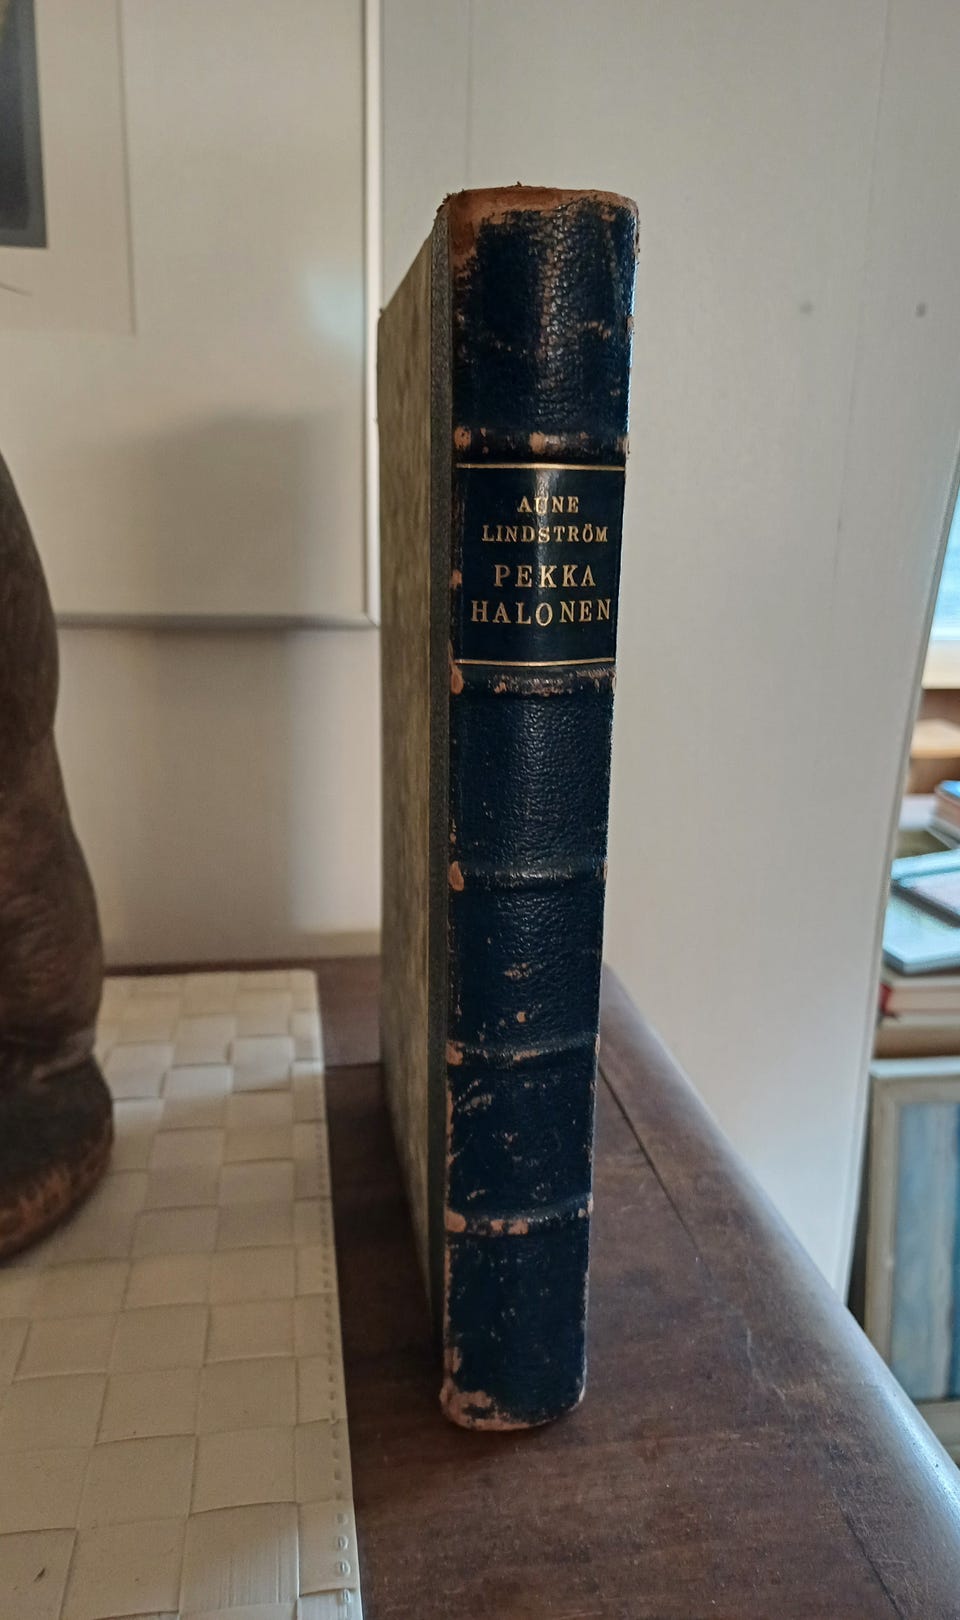 AUNE
LINDSTRÖM
PEKKA
HALONEN